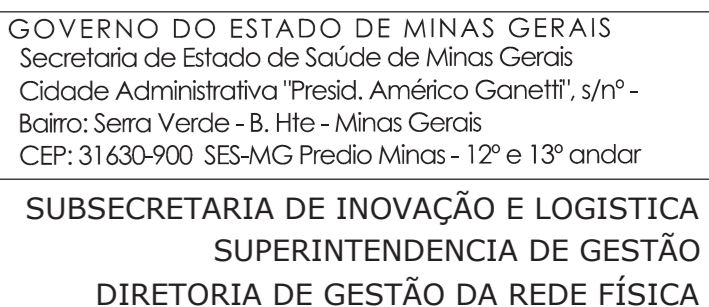 GOVERNO DO ESTADO DE MINAS GERAIS
Secretaria de Estado de Saúde de Minas Gerais
Cidade Administrativa "Presid. Américo Ganetti", s/nº -
Bairro: Serra Verde - B. Hte - Minas Gerais
CEP: 31630-900 SES-MG Predio Minas - 12º e 13º andar
SUBSECRETARIA DE INOVAÇÃO E LOGISTICA
SUPERINTENDENCIA DE GESTÃO
DIRETORIA DE GESTÃO DA REDE FÍSICA